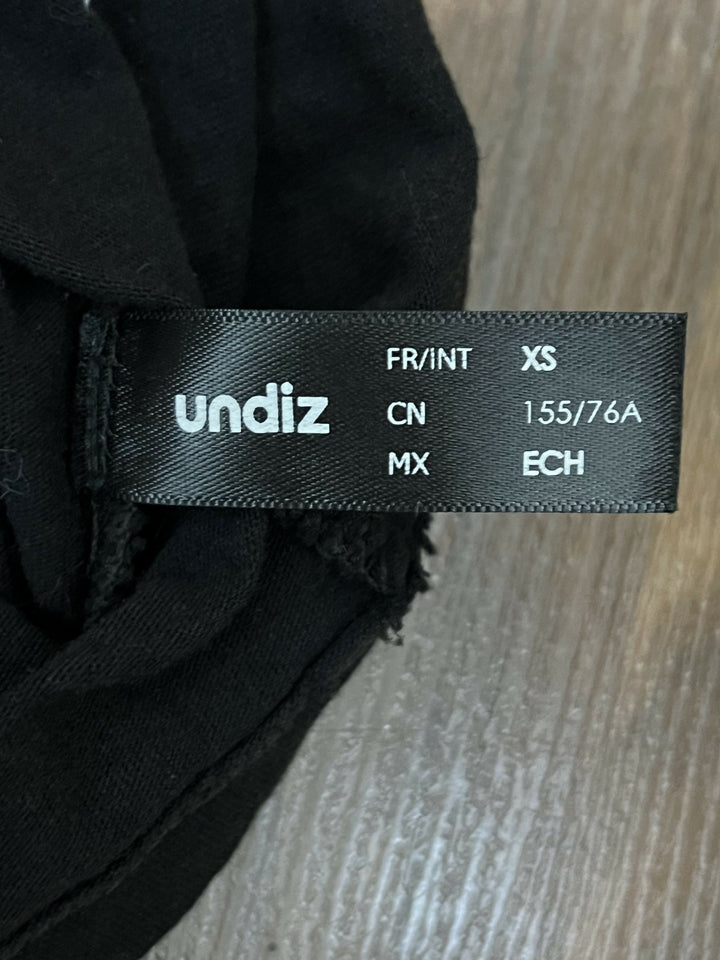 undiz
FR/INT XS
CN 155/76A
MX ECH